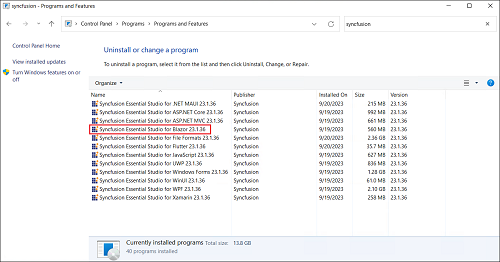 Programs and Features
Control Panel > Programs > Programs and Features
syncfusion
Control Panel Home
View installed updates
Turn Windows features on or off
Uninstall or change a program
To uninstall a program, select it from the list and then click Uninstall, Change, or Repair.
Organize
Name Publisher Installed On Size Version
Syncfusion Essential Studio for .NET MAUI 23.1.36 Syncfusion 9/20/2023 215 MB 23.1.36
Syncfusion Essential Studio for ASP.NET Core 23.1.36 Syncfusion 9/19/2023 992 MB 23.1.36
Syncfusion Essential Studio for ASP.NET MVC 23.1.36 Syncfusion 9/19/2023 661 MB 23.1.36
Syncfusion Essential Studio for Blazor 23.1.36 Syncfusion 9/19/2023 560 MB 23.1.36
Syncfusion Essential Studio for File Formats 23.1.36 Syncfusion 9/20/2023 2.36 GB 23.1.36
Syncfusion Essential Studio for Flutter 23.1.36 Syncfusion 9/20/2023 35.7 MB 23.1.36
Syncfusion Essential Studio for JavaScript 23.1.36 Syncfusion 9/19/2023 627 MB 23.1.36
Syncfusion Essential Studio for UWP 23.1.36 Syncfusion 9/19/2023 836 MB 23.1.36
Syncfusion Essential Studio for Windows Forms 23.1.36 Syncfusion 9/19/2023 1.28 GB 23.1.36
Syncfusion Essential Studio for WinUI 23.1.36 Syncfusion 9/19/2023 61.0 MB 23.1.36
Syncfusion Essential Studio for WPF 23.1.36 Syncfusion 9/19/2023 2.10 GB 23.1.36
Syncfusion Essential Studio for Xamarin 23.1.36 Syncfusion 9/19/2023 258 MB 23.1.36
Currently installed programs Total size: 13.8 GB
40 programs installed